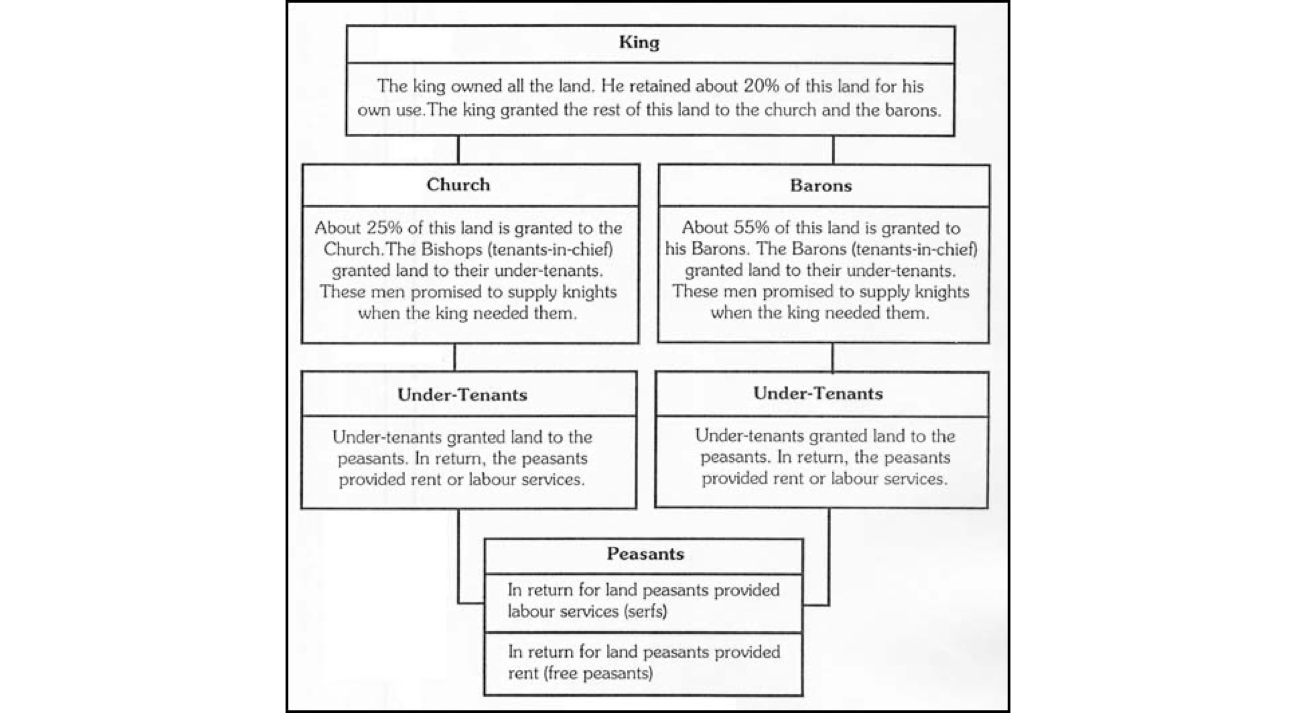 King
The king owned all the land. He retained about 20% of this land for his
own use.The king granted the rest of this land to the church and the barons.
Church
About 25% of this land is granted to the
Church.The Bishops (tenants-in-chief)
granted land to their under-tenants.
These men promised to supply knights
when the king needed them.
Barons
About 55% of this land is granted to
his Barons. The Barons (tenants-in-chief)
granted land to their under-tenants.
These men promised to supply knights
when the king needed them.
Under-Tenants
Under-tenants granted land to the
peasants. In return, the peasants
provided rent or labour services.
Under-Tenants
Under-tenants granted land to the
peasants. In return, the peasants
provided rent or labour services.
Peasants
In return for land peasants provided
labour services (serfs)
In return for land peasants provided
rent (free peasants)